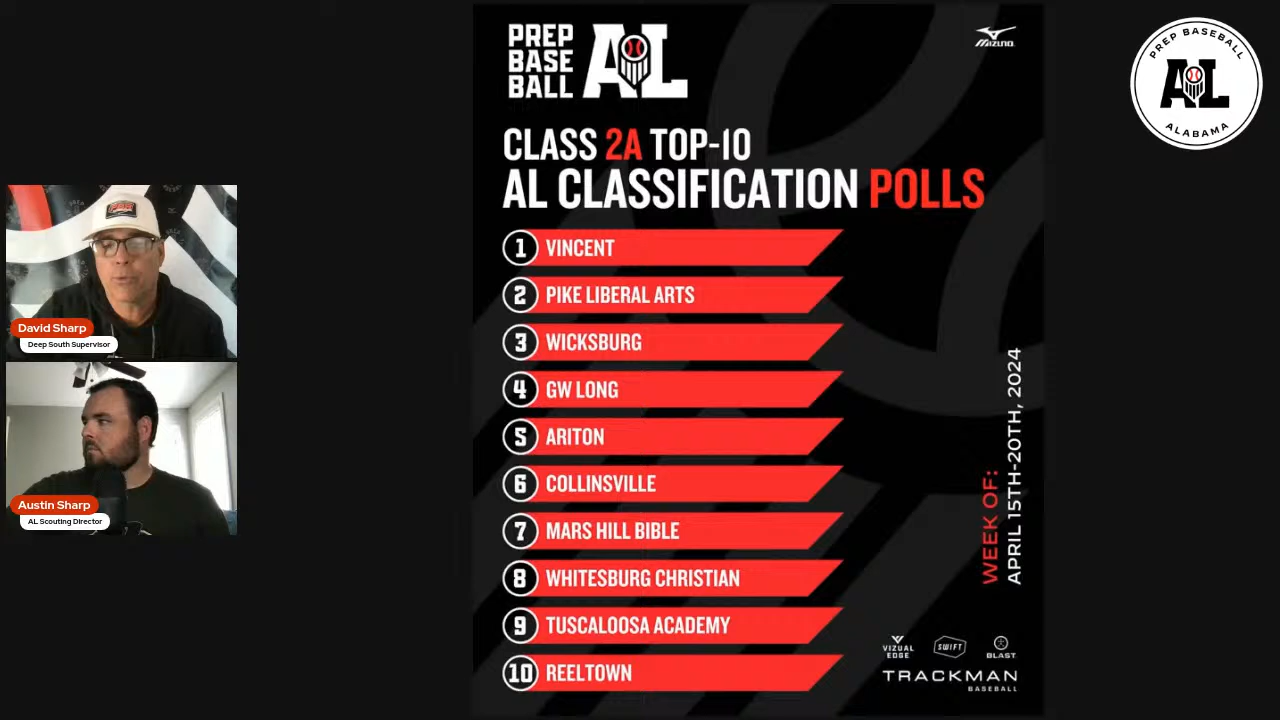 PREP
BASE
BALL
AL
MIZUNO
PREP BASEBALL
AL
ALABAMA
CLASS 2A TOP-10
AL CLASSIFICATION POLLS
1 VINCENT
2 PIKE LIBERAL ARTS
3 WICKSBURG
4 GW LONG
5 ARITON
6 COLLINSVILLE
7 MARS HILL BIBLE
8 WHITESBURG CHRISTIAN
9 TUSCALOOSA ACADEMY
10 REELTOWN
WEEK OF:
APRIL 15TH-20TH, 2024
VIZUAL
EDGE
SWIFT
BLAST
TRACKMAN
BASEBALL
David Sharp
Deep South Supervisor
Austin Sharp
AL Scouting Director